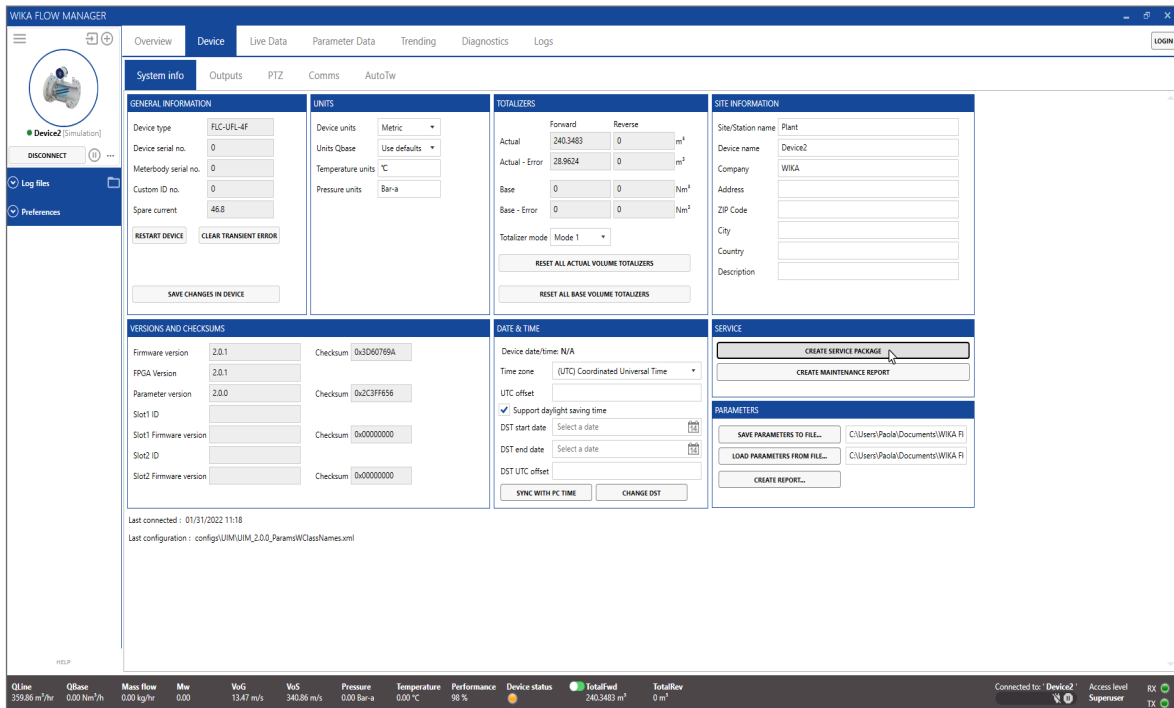 WIKA FLOW MANAGER
Overview Device Live Data Parameter Data Trending Diagnostics Logs LOGIN
System info Outputs PTZ Comms AutoTw
Device2 [Simulation]
DISCONNECT ...
Log files
Preferences
HELP
GENERAL INFORMATION
Device type FLC-UFL-4F
Device serial no. 0
Meterbody serial no. 0
Custom ID no. 0
Spare current 46.8
RESTART DEVICE CLEAR TRANSIENT ERROR
SAVE CHANGES IN DEVICE
UNITS
Device units Metric
Units Qbase Use defaults
Temperature units °C
Pressure units Bar-a
TOTALIZERS
Forward Reverse
Actual 240.3483 0 m³
Actual - Error 28.9624 0 m³
Base 0 0 Nm³
Base - Error 0 0 Nm³
Totalizer mode Mode 1
RESET ALL ACTUAL VOLUME TOTALIZERS
RESET ALL BASE VOLUME TOTALIZERS
SITE INFORMATION
Site/Station name Plant
Device name Device2
Company WIKA
Address
ZIP Code
City
Country
Description
VERSIONS AND CHECKSUMS
Firmware version 2.0.1 Checksum 0x3D60769A
FPGA Version 2.0.1
Parameter version 2.0.0 Checksum 0x2C3FF656
Slot1 ID
Slot1 Firmware version Checksum 0x00000000
Slot2 ID
Slot2 Firmware version Checksum 0x00000000
DATE & TIME
Device date/time: N/A
Time zone (UTC) Coordinated Universal Time
UTC offset
Support daylight saving time
DST start date Select a date 14
DST end date Select a date 14
DST UTC offset
SYNC WITH PC TIME CHANGE DST
SERVICE
CREATE SERVICE PACKAGE
CREATE MAINTENANCE REPORT
PARAMETERS
SAVE PARAMETERS TO FILE... C:\Users\Paola\Documents\WIKA Fl
LOAD PARAMETERS FROM FILE... C:\Users\Paola\Documents\WIKA Fl
CREATE REPORT...
Last connected : 01/31/2022 11:18
Last configuration : configs\UIM\UIM_2.0.0_ParamsWClassNames.xml
QLine QBase Mass flow Mw VoG VoS Pressure Temperature Performance Device status TotalFwd TotalRev Connected to: ' Device2 ' Access level RX
359.86 m³/hr 0.00 Nm³/h 0.00 kg/hr 0.00 13.47 m/s 340.86 m/s 0.00 Bar-a 0.00 °C 98 % 240.3483 m³ 0 m³ Superuser TX